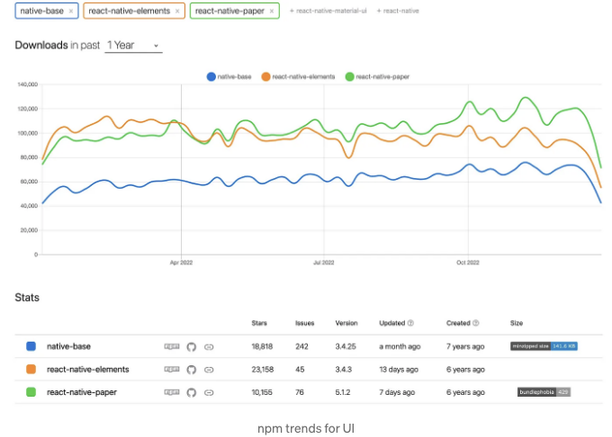 native-base × react-native-elements × react-native-paper × + react-native-material-ui + react-native
Downloads in past 1 Year
native-base react-native-elements react-native-paper
140,000
120,000
100,000
80,000
60,000
40,000
20,000
0
Apr 2022 Jul 2022 Oct 2022
Stats
Stars Issues Version Updated Created Size
native-base 18,818 242 3.4.25 a month ago 7 years ago minzipped size 141.6 KB
react-native-elements 23,158 45 3.4.3 13 days ago 6 years ago
react-native-paper 10,155 76 5.1.2 7 days ago 6 years ago bundlephobia 429
npm trends for UI